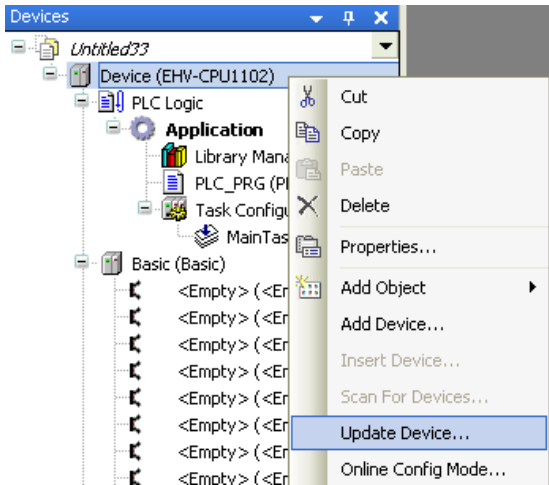 Devices
Untitled33
Device (EHV-CPU1102)
PLC Logic
Application
Library Mana
PLC_PRG (
Task Configu
MainTas
Basic (Basic)
<Empty> (<Er
<Empty> (<Er
<Empty> (<Er
<Empty> (<Er
<Empty> (<Er
<Empty> (<Er
<Empty> (<Er
<Empty> (<Er
Cut
Copy
Paste
Delete
Properties...
Add Object
Add Device...
Insert Device...
Scan For Devices...
Update Device...
Online Config Mode...